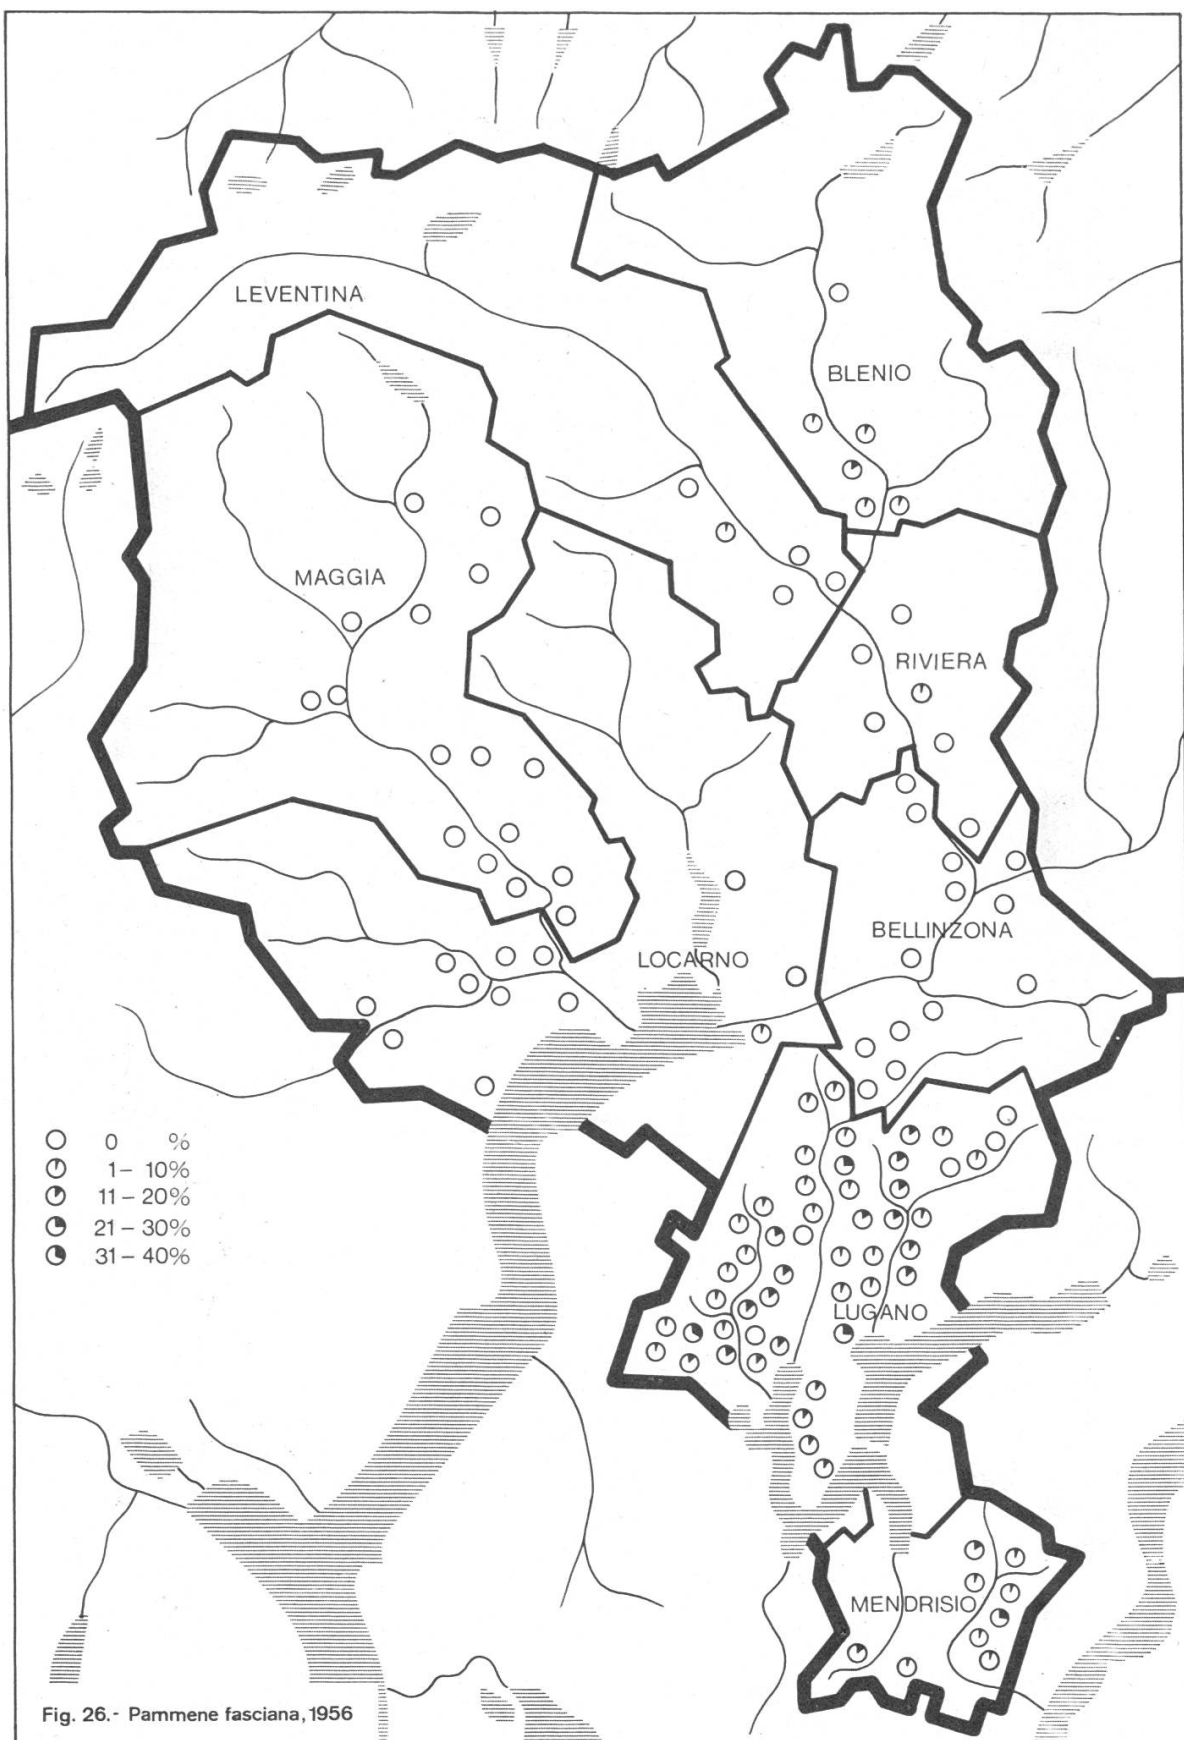 LEVENTINA
BLENIO
MAGGIA
RIVIERA
BELLINZONA
LOCARNO
0 %
1 – 10%
11 – 20%
21 – 30%
31 – 40%
LUGANO
MENDRISIO
Fig. 26.- Pammene fasciana, 1956